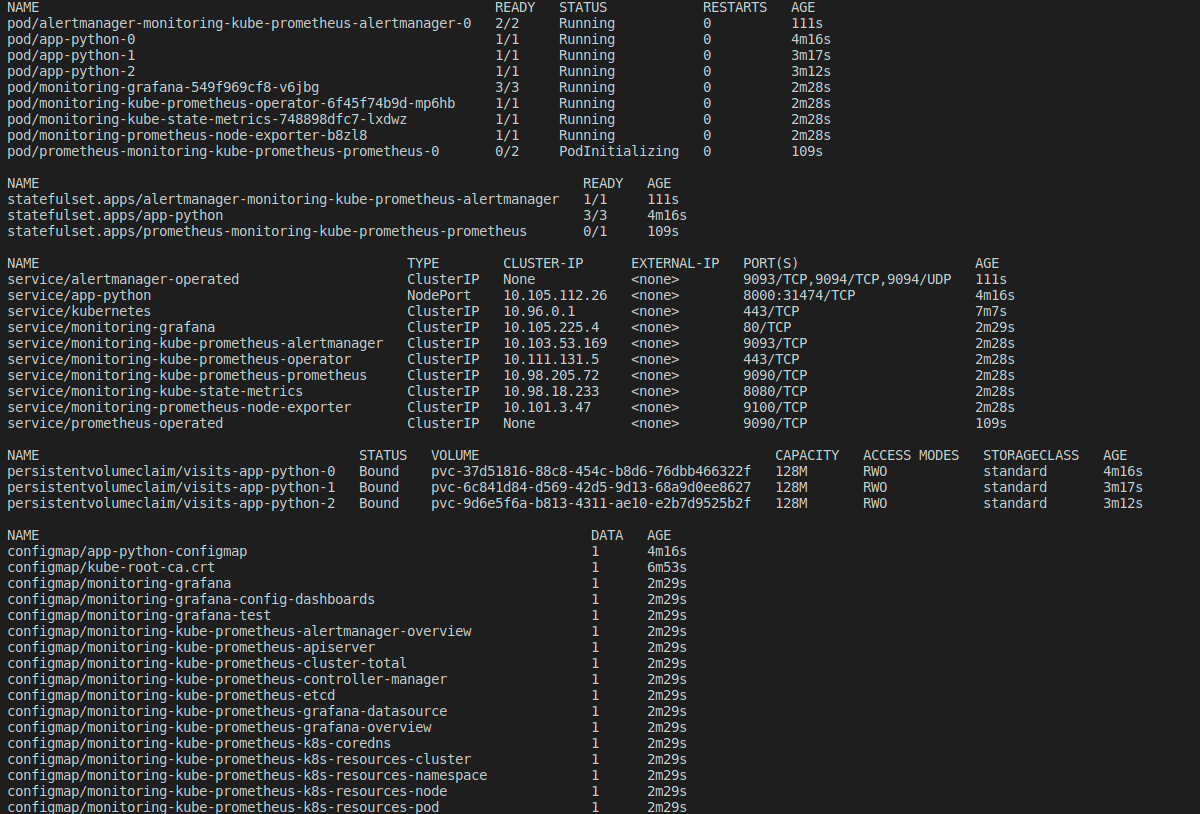 NAME READY STATUS RESTARTS AGE
pod/alertmanager-monitoring-kube-prometheus-alertmanager-0 2/2 Running 0 111s
pod/app-python-0 1/1 Running 0 4m16s
pod/app-python-1 1/1 Running 0 3m17s
pod/app-python-2 1/1 Running 0 3m12s
pod/monitoring-grafana-549f969cf8-v6jbg 3/3 Running 0 2m28s
pod/monitoring-kube-prometheus-operator-6f45f74b9d-mp6hb 1/1 Running 0 2m28s
pod/monitoring-kube-state-metrics-748898dfc7-lxdwz 1/1 Running 0 2m28s
pod/monitoring-prometheus-node-exporter-b8zl8 1/1 Running 0 2m28s
pod/prometheus-monitoring-kube-prometheus-prometheus-0 0/2 PodInitializing 0 109s
NAME READY AGE
statefulset.apps/alertmanager-monitoring-kube-prometheus-alertmanager 1/1 111s
statefulset.apps/app-python 3/3 4m16s
statefulset.apps/prometheus-monitoring-kube-prometheus-prometheus 0/1 109s
NAME TYPE CLUSTER-IP EXTERNAL-IP PORT(S) AGE
service/alertmanager-operated ClusterIP None <none> 9093/TCP,9094/TCP,9094/UDP 111s
service/app-python NodePort 10.105.112.26 <none> 8000:31474/TCP 4m16s
service/kubernetes ClusterIP 10.96.0.1 <none> 443/TCP 7m7s
service/monitoring-grafana ClusterIP 10.105.225.4 <none> 80/TCP 2m29s
service/monitoring-kube-prometheus-alertmanager ClusterIP 10.103.53.169 <none> 9093/TCP 2m28s
service/monitoring-kube-prometheus-operator ClusterIP 10.111.131.5 <none> 443/TCP 2m28s
service/monitoring-kube-prometheus-prometheus ClusterIP 10.98.205.72 <none> 9090/TCP 2m28s
service/monitoring-kube-state-metrics ClusterIP 10.98.18.233 <none> 8080/TCP 2m28s
service/monitoring-prometheus-node-exporter ClusterIP 10.101.3.47 <none> 9100/TCP 2m28s
service/prometheus-operated ClusterIP None <none> 9090/TCP 109s
NAME STATUS VOLUME CAPACITY ACCESS MODES STORAGECLASS AGE
persistentvolumeclaim/visits-app-python-0 Bound pvc-37d51816-88c8-454c-b8d6-76dbb466322f 128M RWO standard 4m16s
persistentvolumeclaim/visits-app-python-1 Bound pvc-6c841d84-d569-42d5-9d13-68a9d0ee8627 128M RWO standard 3m17s
persistentvolumeclaim/visits-app-python-2 Bound pvc-9d6e5f6a-b813-4311-ae10-e2b7d9525b2f 128M RWO standard 3m12s
NAME DATA AGE
configmap/app-python-configmap 1 4m16s
configmap/kube-root-ca.crt 1 6m53s
configmap/monitoring-grafana 1 2m29s
configmap/monitoring-grafana-config-dashboards 1 2m29s
configmap/monitoring-grafana-test 1 2m29s
configmap/monitoring-kube-prometheus-alertmanager-overview 1 2m29s
configmap/monitoring-kube-prometheus-apiserver 1 2m29s
configmap/monitoring-kube-prometheus-cluster-total 1 2m29s
configmap/monitoring-kube-prometheus-controller-manager 1 2m29s
configmap/monitoring-kube-prometheus-etcd 1 2m29s
configmap/monitoring-kube-prometheus-grafana-datasource 1 2m29s
configmap/monitoring-kube-prometheus-grafana-overview 1 2m29s
configmap/monitoring-kube-prometheus-k8s-coredns 1 2m29s
configmap/monitoring-kube-prometheus-k8s-resources-cluster 1 2m29s
configmap/monitoring-kube-prometheus-k8s-resources-namespace 1 2m29s
configmap/monitoring-kube-prometheus-k8s-resources-node 1 2m29s
configmap/monitoring-kube-prometheus-k8s-resources-pod 1 2m29s